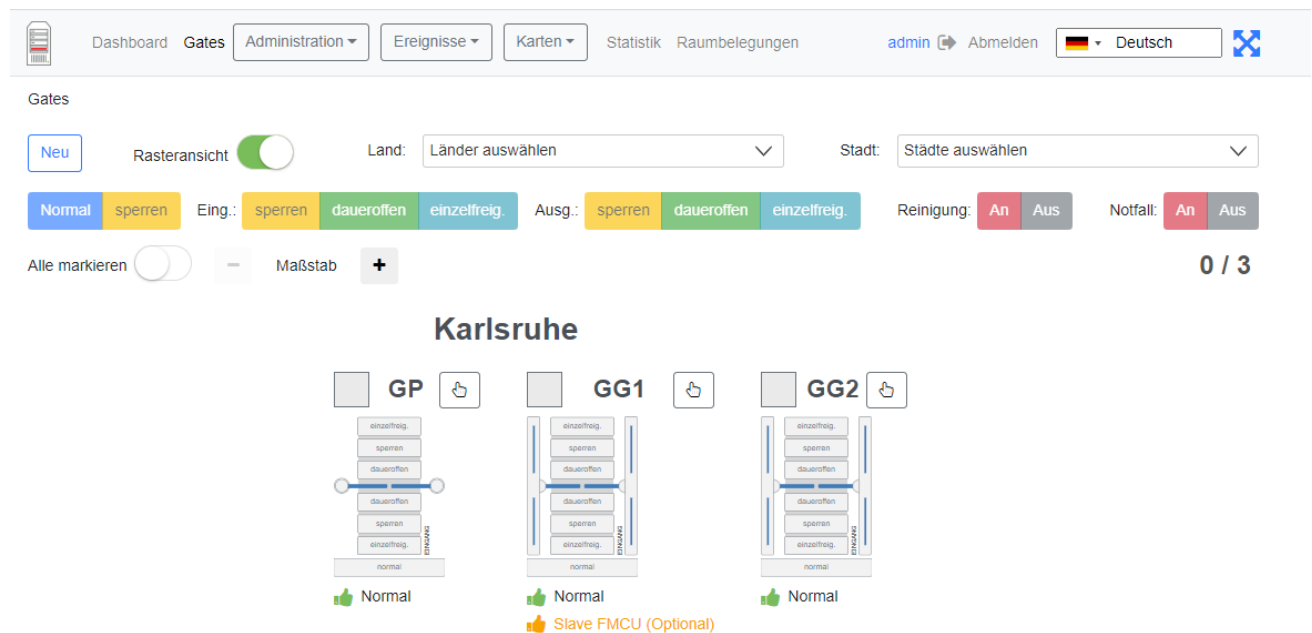 Dashboard Gates Administration Ereignisse Karten Statistik Raumbelegungen admin Abmelden Deutsch
Gates
Neu Rasteransicht Land: Länder auswählen Stadt: Städte auswählen
Normal sperren Eing.: sperren daueroffen einzelfreig. Ausg.: sperren daueroffen einzelfreig. Reinigung: An Aus Notfall: An Aus
Alle markieren − Maßstab + 0 / 3
Karlsruhe
GP GG1 GG2
einzelfreig. einzelfreig. einzelfreig.
sperren sperren sperren
daueroffen daueroffen daueroffen
daueroffen daueroffen daueroffen
sperren sperren sperren
einzelfreig. EINGANG einzelfreig. EINGANG einzelfreig. EINGANG
normal normal normal
Normal Normal Normal
Slave FMCU (Optional)